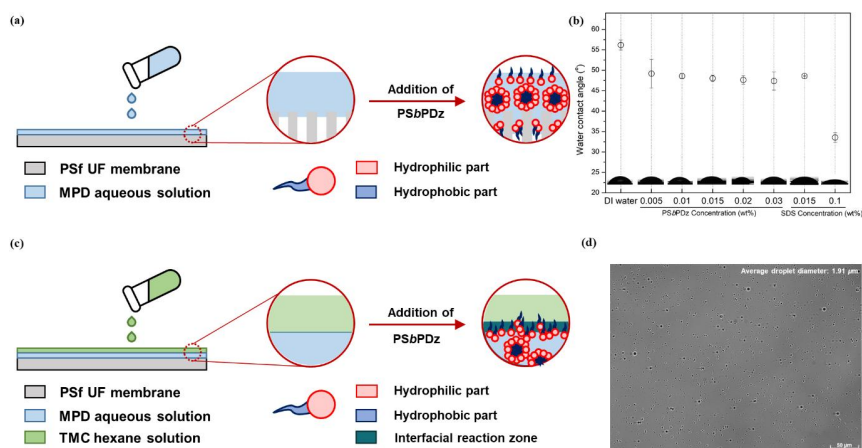 (a)
Addition of
PSbPDz
PSf UF membrane
MPD aqueous solution
Hydrophilic part
Hydrophobic part
(b)
Water contact angle (°)
60
55
50
45
40
35
30
25
20
DI water 0.005 0.01 0.015 0.02 0.03 0.015 0.1
PSbPDz Concentration (wt%) SDS Concentration (wt%)
(c)
Addition of
PSbPDz
PSf UF membrane
MPD aqueous solution
TMC hexane solution
Hydrophilic part
Hydrophobic part
Interfacial reaction zone
(d)
Average droplet diameter: 1.91 μm
50 μm